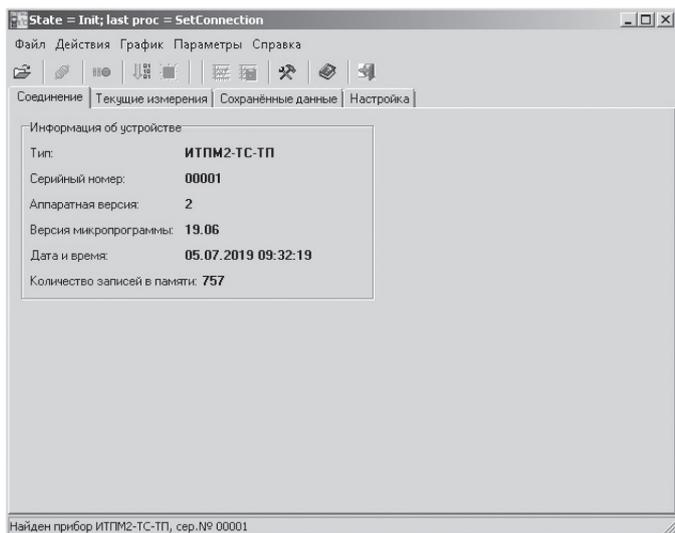 State = Init; last proc = SetConnection
Файл Действия График Параметры Справка
Соединение Текущие измерения Сохранённые данные Настройка
Информация об устройстве
Тип: ИТПМ2-ТС-ТП
Серийный номер: 00001
Аппаратная версия: 2
Версия микропрограммы: 19.06
Дата и время: 05.07.2019 09:32:19
Количество записей в памяти: 757
Найден прибор ИТПМ2-ТС-ТП, сер.№ 00001